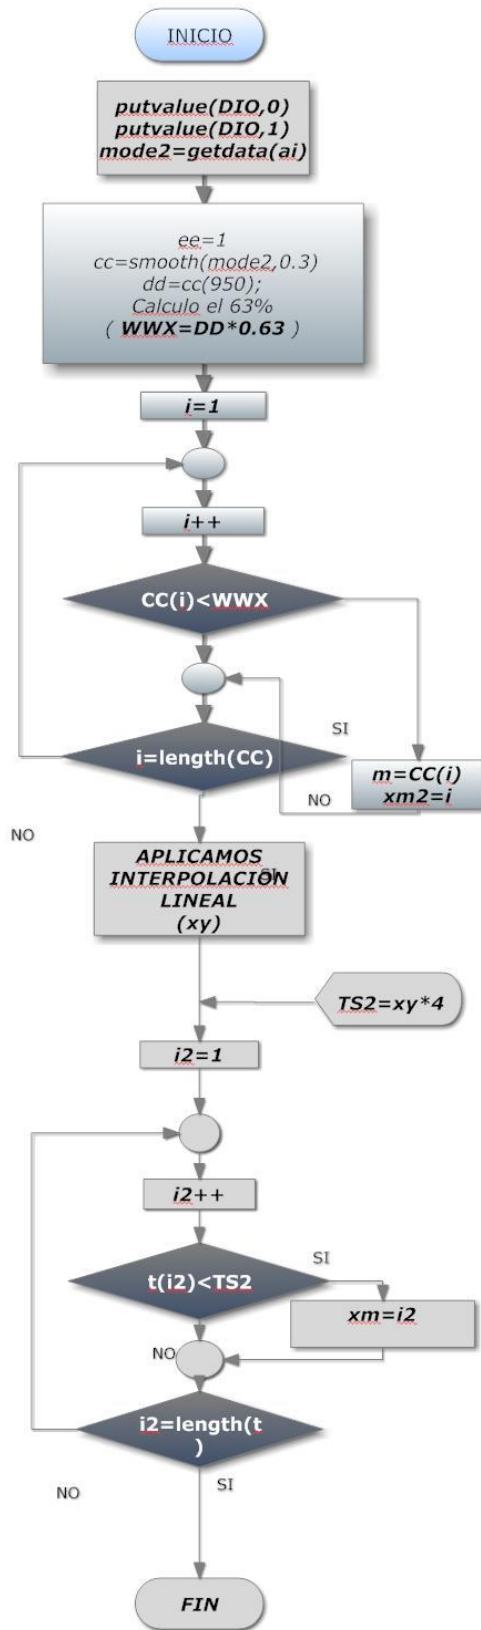 INICIO
putvalue(DIO,0)
putvalue(DIO,1)
mode2=getdata(ai)
ee=1
cc=smooth(mode2,0.3)
dd=cc(950);
Calculo el 63%
( WWX=DD*0.63 )
i=1
i++
CC(i)<WWX
SI
i=length(CC)
m=CC(i)
xm2=i
NO
NO
APLICAMOS
INTERPOLACION
SI
LINEAL
(xy)
TS2=xy*4
i2=1
i2++
SI
t(i2)<TS2
xm=i2
NO
i2=length(t
)
SI
NO
FIN